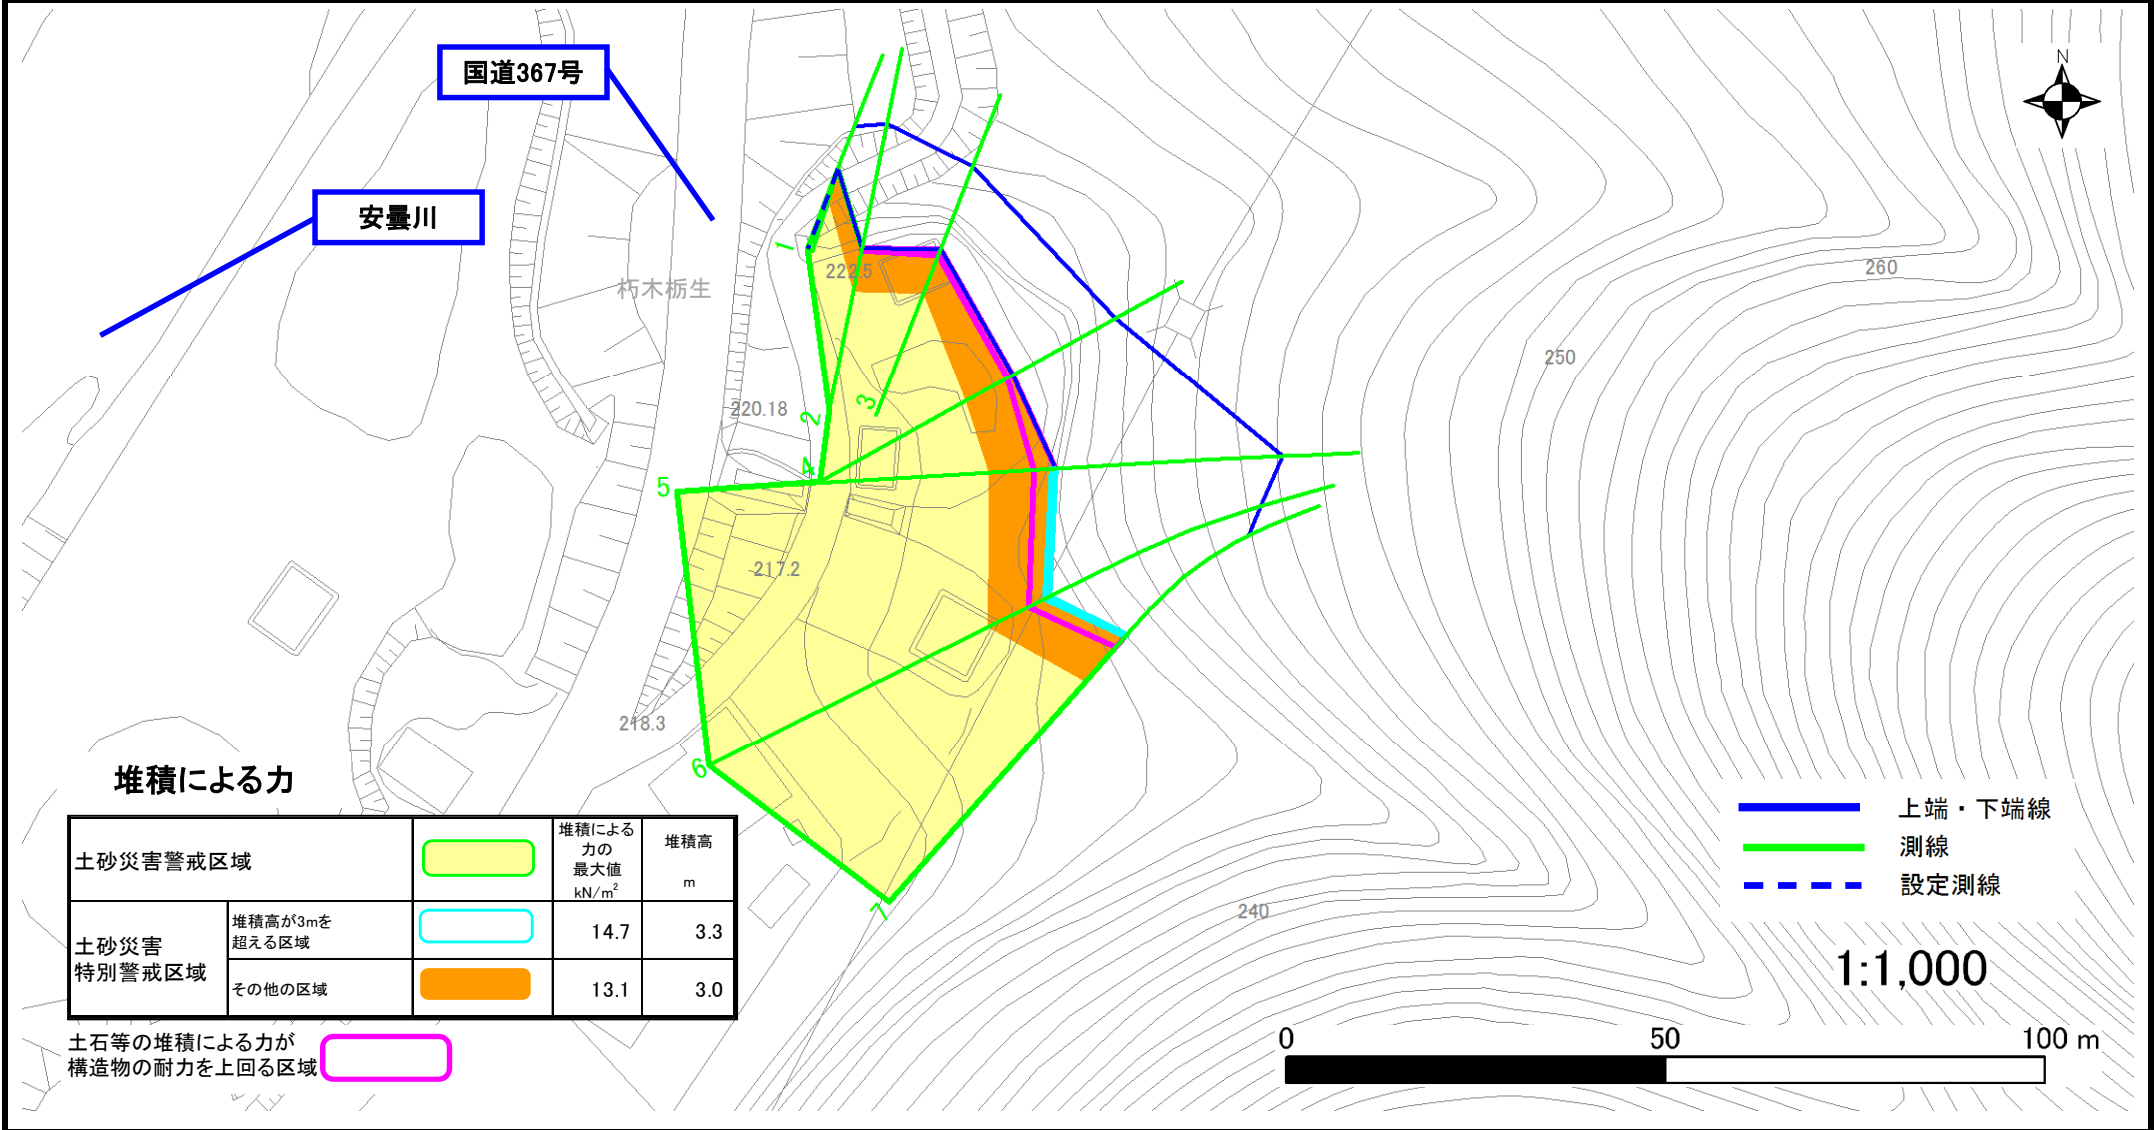 国道367号
N
安曇川
260
1
222.5
朽木栃生
250
220.18
2
3
4
5
217.2
218.3
6
7
240
堆積による力
土砂災害警戒区域
堆積による
力の
最大値
kN/m²
堆積高
m
土砂災害
特別警戒区域
堆積高が3mを
超える区域
14.7
3.3
その他の区域
13.1
3.0
土石等の堆積による力が
構造物の耐力を上回る区域
上端・下端線
測線
設定測線
1:1,000
0 50 100 m